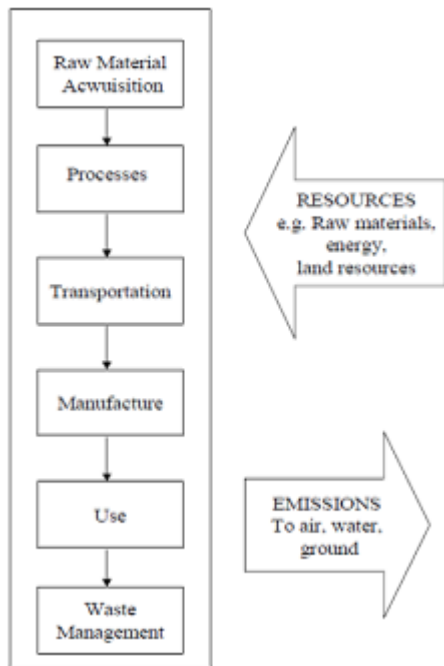 Raw Material
Acwuisition
Processes
Transportation
Manufacture
Use
Waste
Management
RESOURCES
e.g. Raw materials,
energy,
land resources
EMISSIONS
To air, water,
ground